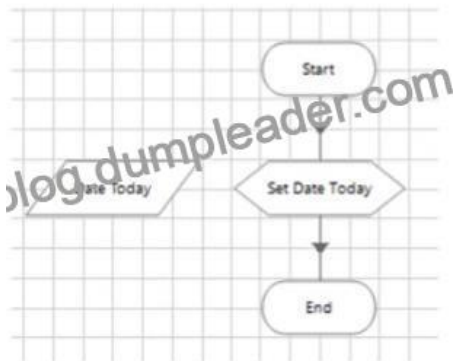 Start
blog.dumpleader.com
Date Today
Set Date Today
End